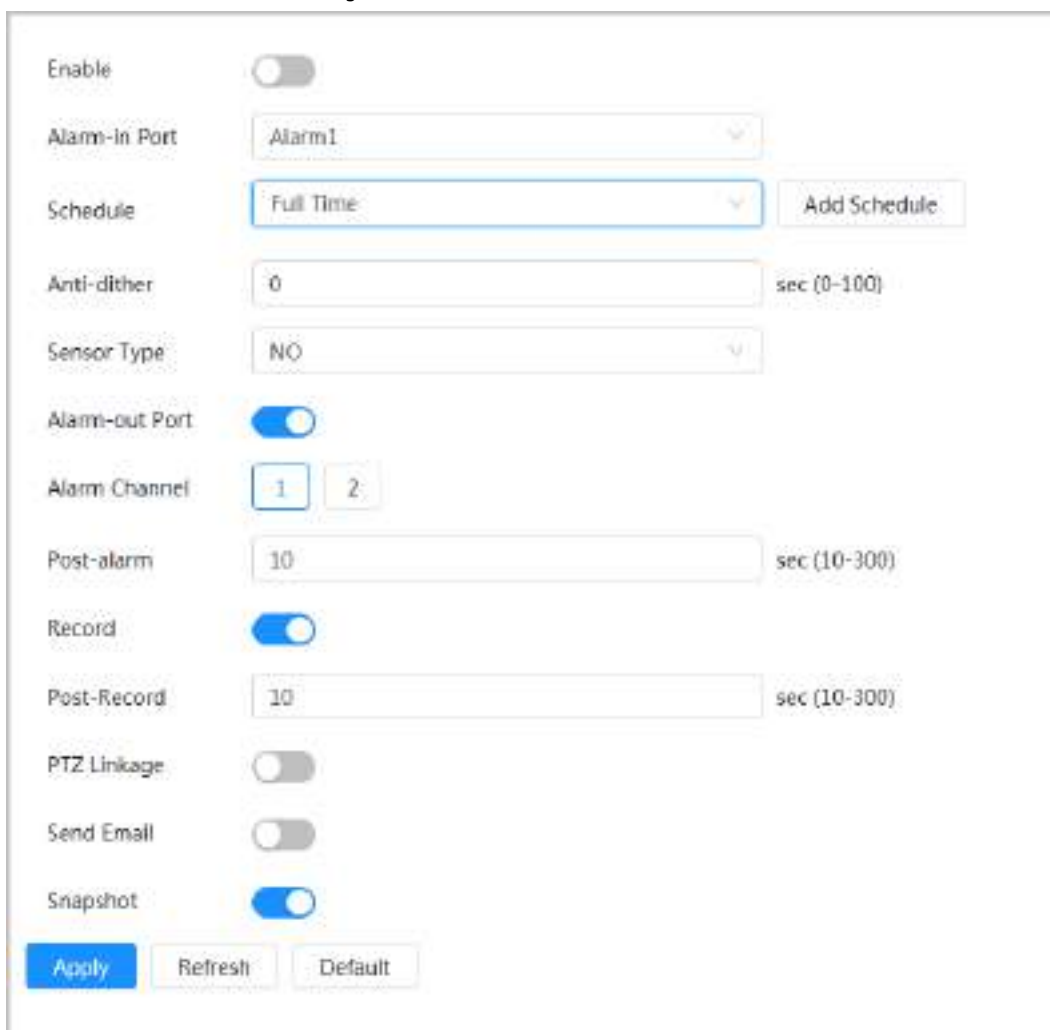 Enable
Alarm-in Port Alarm1
Schedule Full Time Add Schedule
Anti-dither 0 sec (0-100)
Sensor Type NO
Alarm-out Port
Alarm Channel 1 2
Post-alarm 10 sec (10-300)
Record
Post-Record 10 sec (10-300)
PTZ Linkage
Send Email
Snapshot
Apply Refresh Default